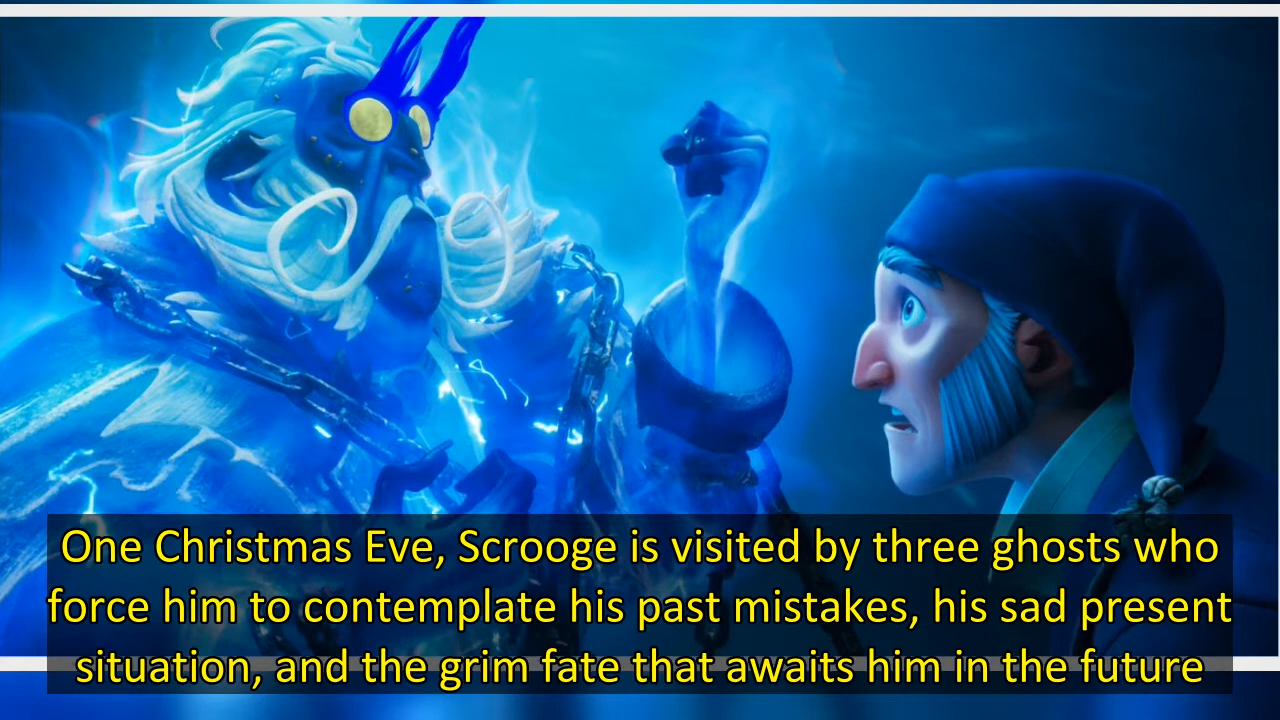 One Christmas Eve, Scrooge is visited by three ghosts who
force him to contemplate his past mistakes, his sad present
situation, and the grim fate that awaits him in the future